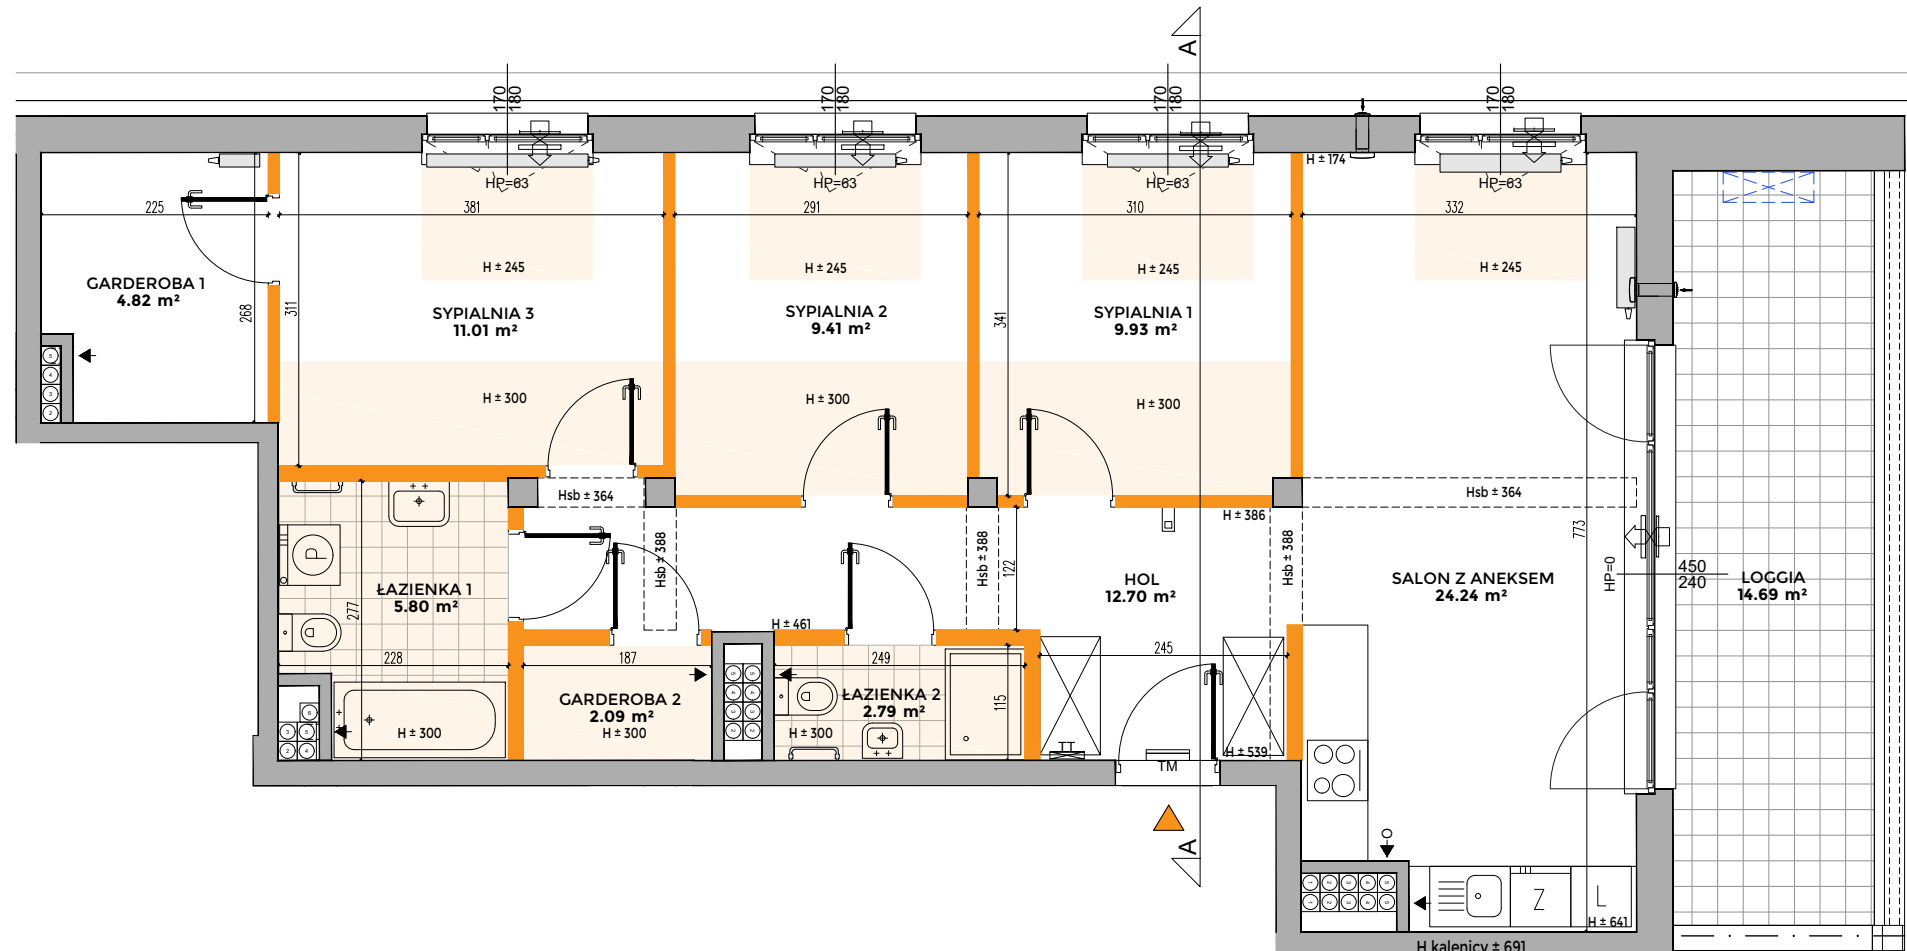 A
170
180
170
180
170
180
170
180
H ± 174
HP=63
HP=63
HP=63
HP=63
225
381
291
310
332
H ± 245
H ± 245
H ± 245
H ± 245
GARDEROBA 1
4.82 m²
268
311
SYPIALNIA 3
11.01 m²
SYPIALNIA 2
9.41 m²
341
SYPIALNIA 1
9.93 m²
H ± 300
H ± 300
H ± 300
5
4
3
2
Hsb ± 364
Hsb ± 364
H ± 386
773
Hsb ± 388
Hsb ± 388
Hsb ± 388
122
P
ŁAZIENKA 1
5.80 m²
277
HOL
12.70 m²
SALON Z ANEKSEM
24.24 m²
HP=0
450
240
LOGGIA
14.69 m²
H ± 461
228
187
249
245
GARDEROBA 2
2.09 m²
H ± 300
ŁAZIENKA 2
2.79 m²
H ± 300
115
H ± 300
H ± 539
TM
A
O
Z
L
H ± 641
H kalenicy ± 691